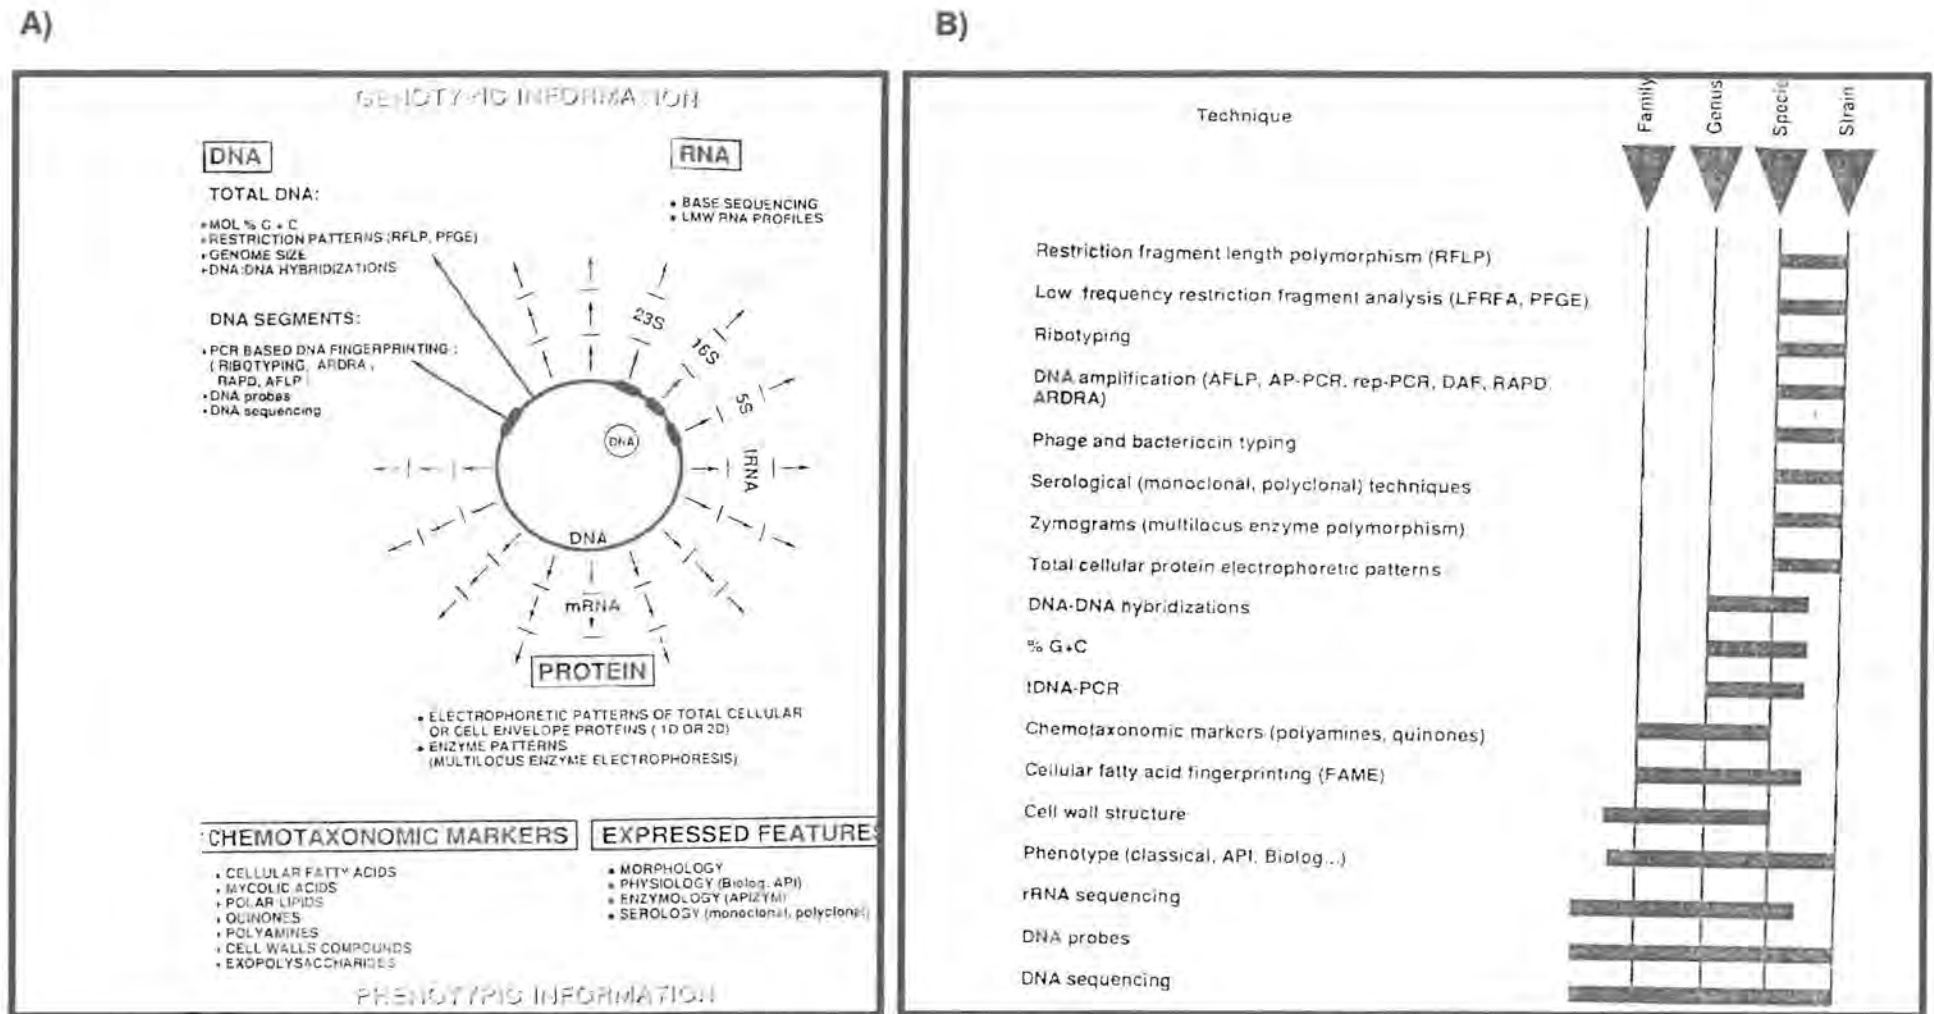 A)
GENOTYPIC INFORMATION
DNA
TOTAL DNA:
• MOL % G + C
• RESTRICTION PATTERNS (RFLP, PFGE)
• GENOME SIZE
• DNA:DNA HYBRIDIZATIONS
DNA SEGMENTS:
• PCR BASED DNA FINGERPRINTING :
( RIBOTYPING, ARDRA,
RAPD, AFLP )
• DNA probes
• DNA sequencing
RNA
• BASE SEQUENCING
• LMW RNA PROFILES
23S
16S
5S
tRNA
DNA
DNA
mRNA
PROTEIN
• ELECTROPHORETIC PATTERNS OF TOTAL CELLULAR
OR CELL ENVELOPE PROTEINS ( 1D OR 2D)
• ENZYME PATTERNS
(MULTILOCUS ENZYME ELECTROPHORESIS)
CHEMOTAXONOMIC MARKERS
• CELLULAR FATTY ACIDS
• MYCOLIC ACIDS
• POLAR LIPIDS
• QUINONES
• POLYAMINES
• CELL WALLS COMPOUNDS
• EXOPOLYSACCHARIDES
EXPRESSED FEATURES
• MORPHOLOGY
• PHYSIOLOGY (Biolog, API)
• ENZYMOLOGY (APIZYM)
• SEROLOGY (monoclonal, polyclonal)
PHENOTYPIC INFORMATION
B)
Technique
Family
Genus
Specie
Strain
Restriction fragment length polymorphism (RFLP)
Low frequency restriction fragment analysis (LFRFA, PFGE)
Ribotyping
DNA amplification (AFLP, AP-PCR, rep-PCR, DAF, RAPD,
ARDRA)
Phage and bacteriocin typing
Serological (monoclonal, polyclonal) techniques
Zymograms (multilocus enzyme polymorphism)
Total cellular protein electrophoretic patterns
DNA-DNA hybridizations
% G+C
tDNA-PCR
Chemotaxonomic markers (polyamines, quinones)
Cellular fatty acid fingerprinting (FAME)
Cell wall structure
Phenotype (classical, API, Biolog...)
rRNA sequencing
DNA probes
DNA sequencing